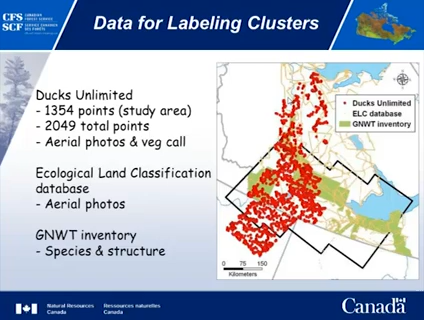 CFS
SCF
Data for Labeling Clusters
Ducks Unlimited
- 1354 points (study area)
- 2049 total points
- Aerial photos & veg call
Ecological Land Classification
database
- Aerial photos
GNWT inventory
- Species & structure
Ducks Unlimited
ELC database
GNWT inventory
0 75 150
Kilometers
Natural Resources
Canada
Ressources naturelles
Canada
Canada